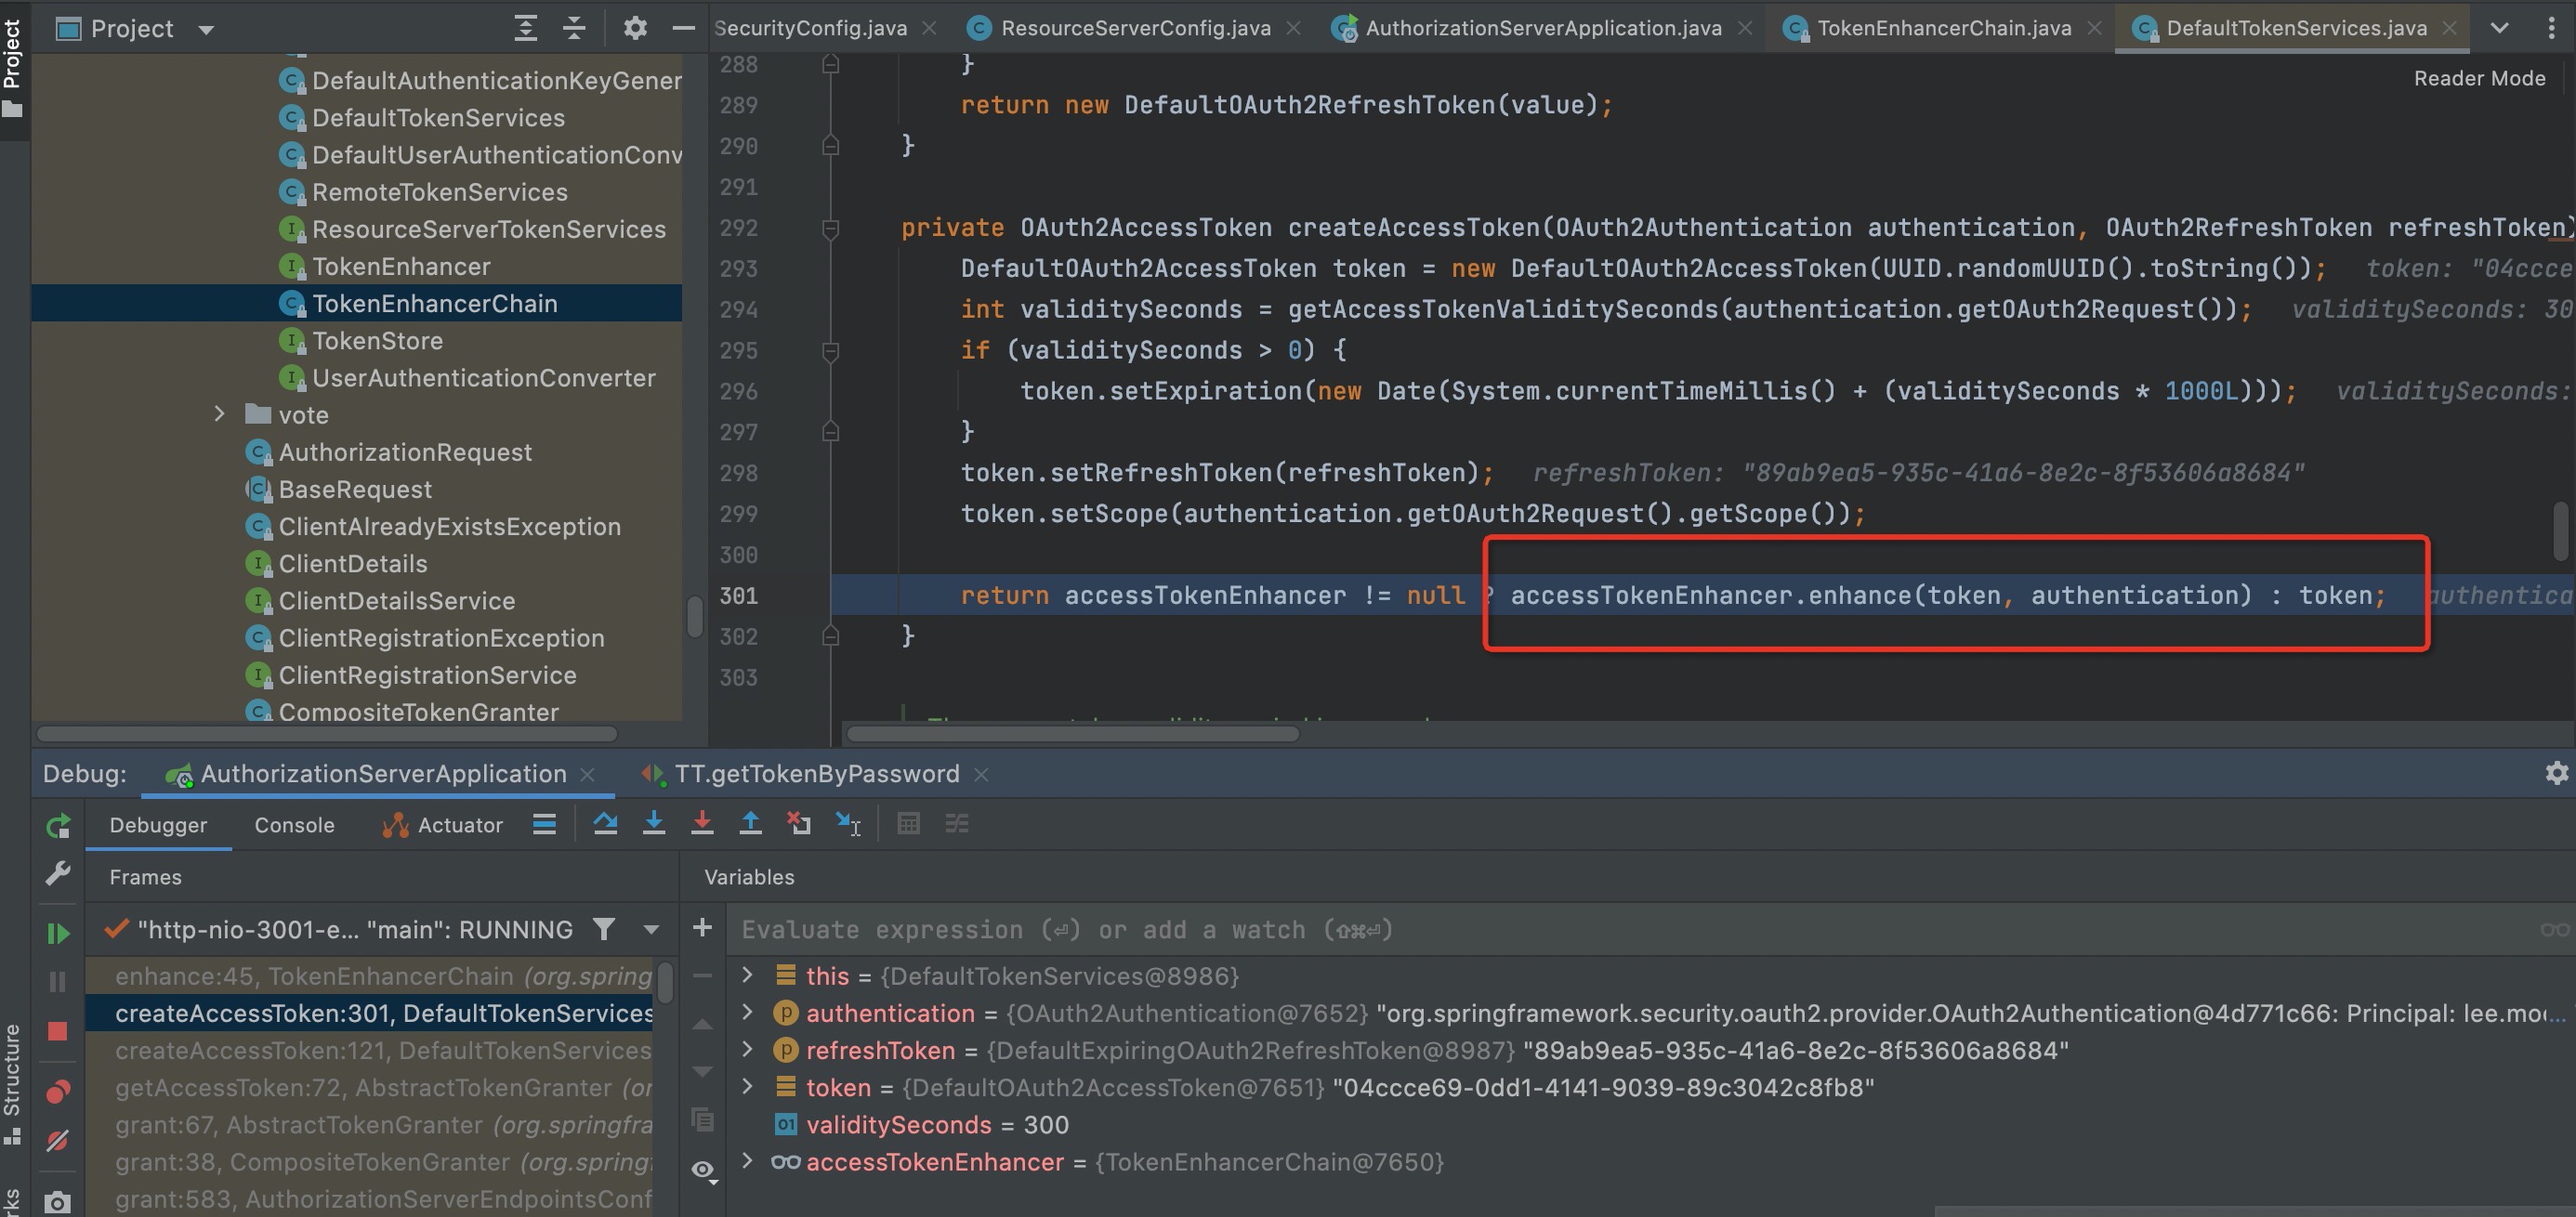 Project
Project
SecurityConfig.java
ResourceServerConfig.java
AuthorizationServerApplication.java
TokenEnhancerChain.java
DefaultTokenServices.java
DefaultAuthenticationKeyGener
DefaultTokenServices
DefaultUserAuthenticationConv
RemoteTokenServices
ResourceServerTokenServices
TokenEnhancer
TokenEnhancerChain
TokenStore
UserAuthenticationConverter
vote
AuthorizationRequest
BaseRequest
ClientAlreadyExistsException
ClientDetails
ClientDetailsService
ClientRegistrationException
ClientRegistrationService
CompositeTokenGranter
Reader Mode
288 }
289 return new DefaultOAuth2RefreshToken(value);
290 }
291
292 private OAuth2AccessToken createAccessToken(OAuth2Authentication authentication, OAuth2RefreshToken refreshToken)
293 DefaultOAuth2AccessToken token = new DefaultOAuth2AccessToken(UUID.randomUUID().toString()); token: "04ccce
294 int validitySeconds = getAccessTokenValiditySeconds(authentication.getOAuth2Request()); validitySeconds: 30
295 if (validitySeconds > 0) {
296 token.setExpiration(new Date(System.currentTimeMillis() + (validitySeconds * 1000L))); validitySeconds:
297 }
298 token.setRefreshToken(refreshToken); refreshToken: "89ab9ea5-935c-41a6-8e2c-8f53606a8684"
299 token.setScope(authentication.getOAuth2Request().getScope());
300
301 return accessTokenEnhancer != null ? accessTokenEnhancer.enhance(token, authentication) : token; authentica
302 }
303
Debug:
AuthorizationServerApplication
TT.getTokenByPassword
Debugger
Console
Actuator
Frames
Variables
"http-nio-3001-e... "main": RUNNING
Evaluate expression (⏎) or add a watch (⇧⌘⏎)
enhance:45, TokenEnhancerChain (org.spring
createAccessToken:301, DefaultTokenServices
createAccessToken:121, DefaultTokenServices
getAccessToken:72, AbstractTokenGranter (or
grant:67, AbstractTokenGranter (org.springfra
grant:38, CompositeTokenGranter (org.spring
grant:583, AuthorizationServerEndpointsConf
this = {DefaultTokenServices@8986}
authentication = {OAuth2Authentication@7652} "org.springframework.security.oauth2.provider.OAuth2Authentication@4d771c66: Principal: lee.moc...
refreshToken = {DefaultExpiringOAuth2RefreshToken@8987} "89ab9ea5-935c-41a6-8e2c-8f53606a8684"
token = {DefaultOAuth2AccessToken@7651} "04ccce69-0dd1-4141-9039-89c3042c8fb8"
01 validitySeconds = 300
accessTokenEnhancer = {TokenEnhancerChain@7650}
Structure
rks